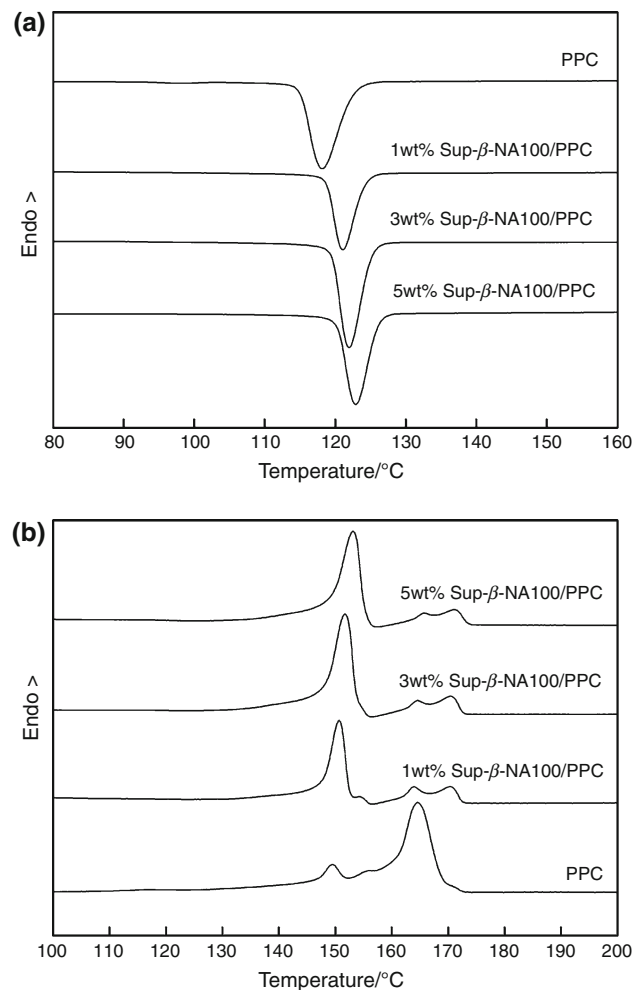 (a)
PPC
1wt% Sup-β-NA100/PPC
3wt% Sup-β-NA100/PPC
5wt% Sup-β-NA100/PPC
Endo >
80 90 100 110 120 130 140 150 160
Temperature/°C
(b)
5wt% Sup-β-NA100/PPC
3wt% Sup-β-NA100/PPC
1wt% Sup-β-NA100/PPC
PPC
Endo >
100 110 120 130 140 150 160 170 180 190 200
Temperature/°C